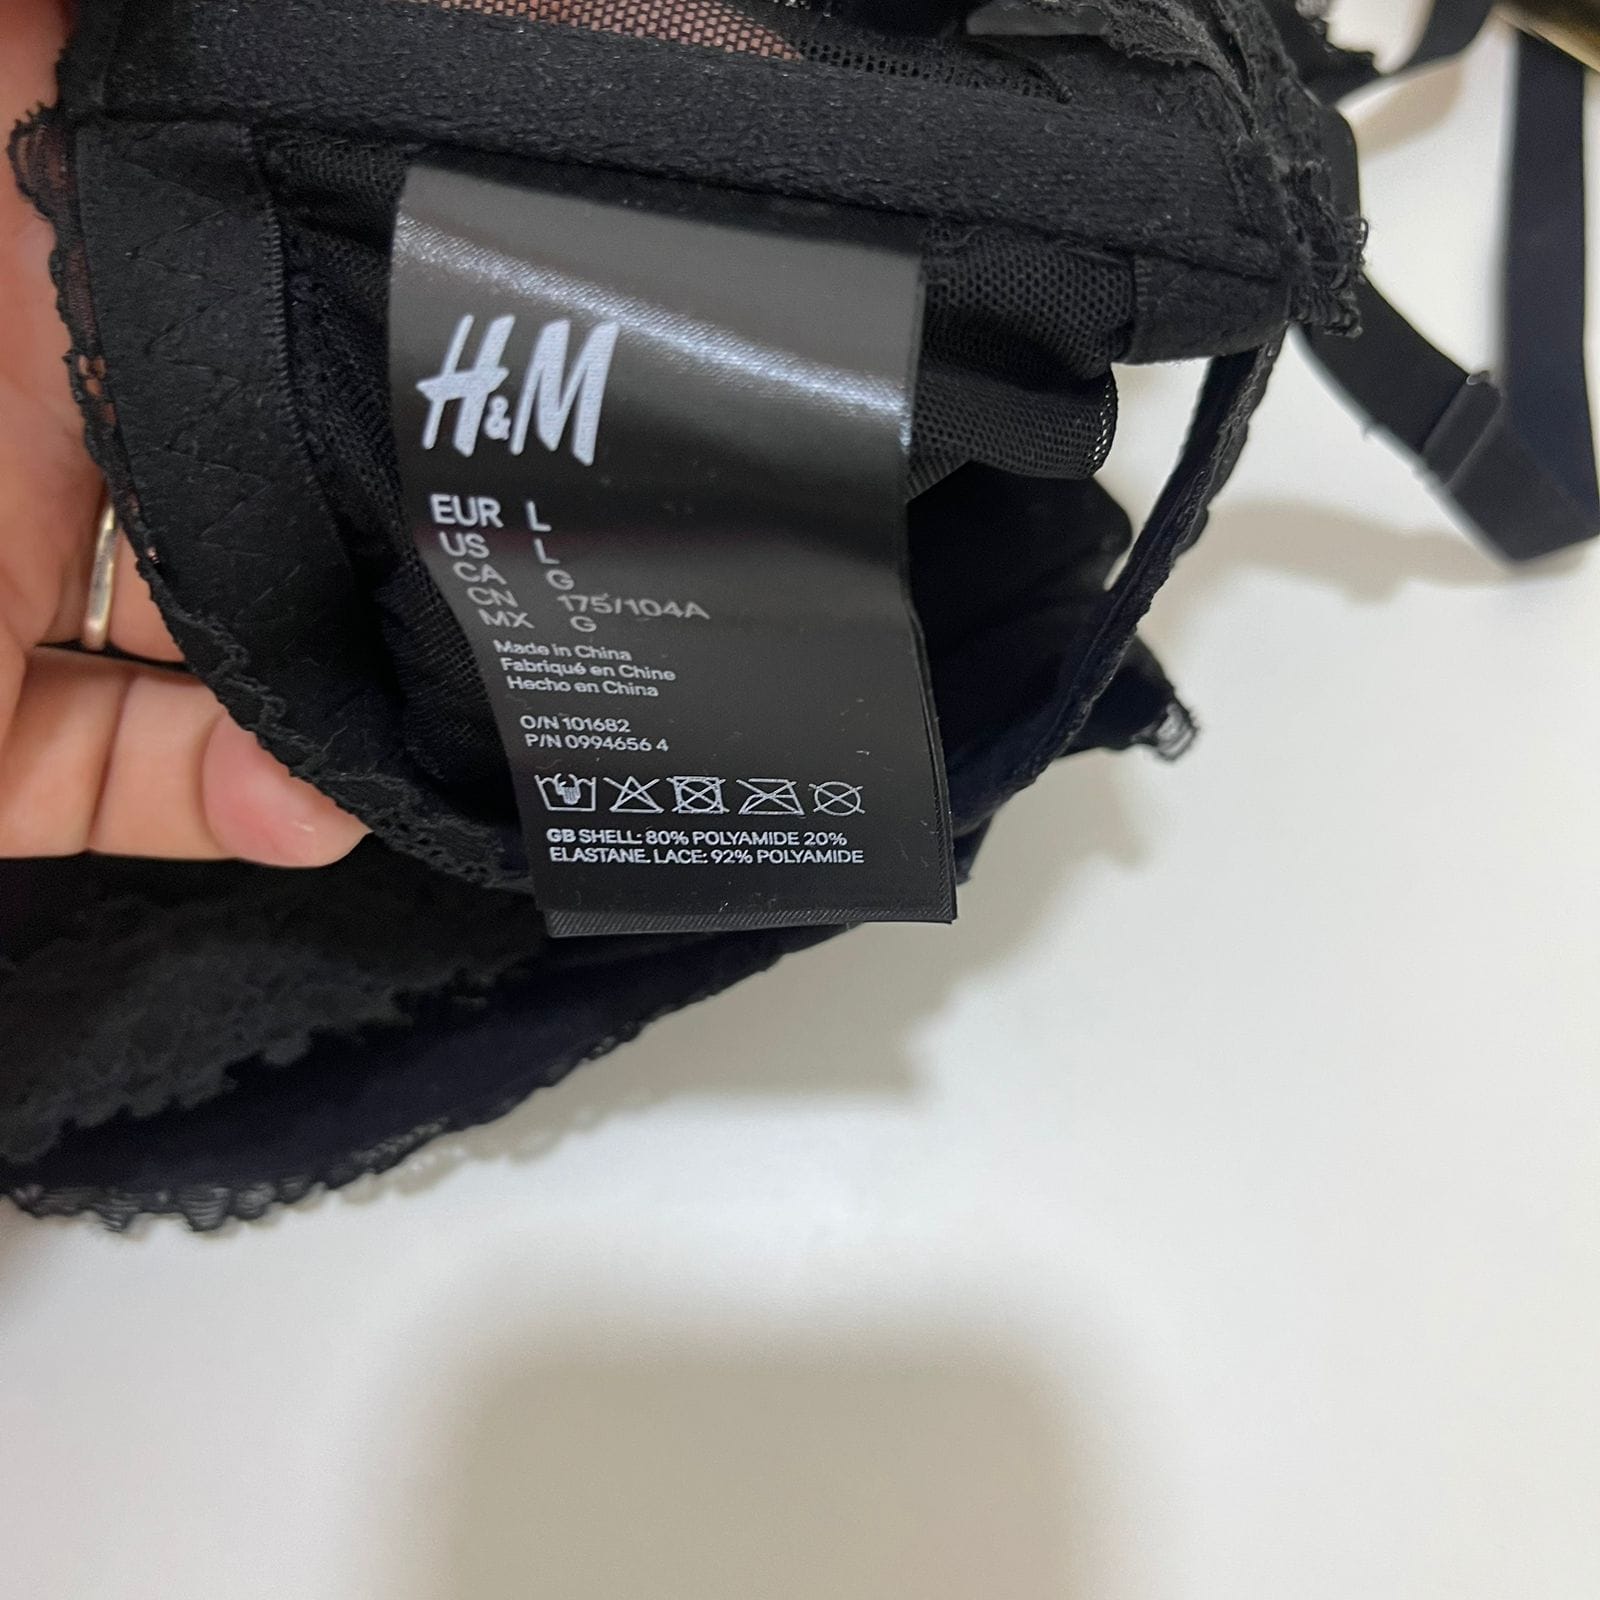 H&M
EUR L
US L
CA G
CN 175/104A
MX G
Made in China
Fabriqué en Chine
Hecho en China
O/N 101682
P/N 0994656 4
GB SHELL: 80% POLYAMIDE 20%
ELASTANE. LACE: 92% POLYAMIDE